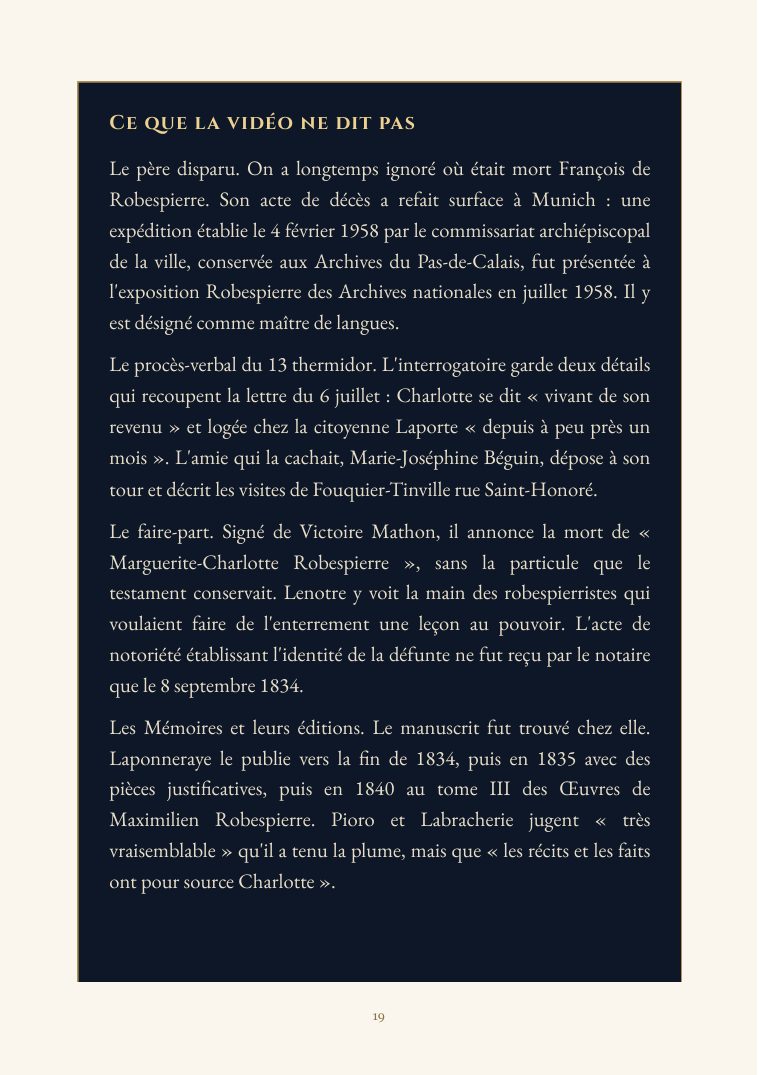 Ce que la vidéo ne dit pas
Le père disparu. On a longtemps ignoré où était mort François de
Robespierre. Son acte de décès a refait surface à Munich : une
expédition établie le 4 février 1958 par le commissariat archiépiscopal
de la ville, conservée aux Archives du Pas-de-Calais, fut présentée à
l'exposition Robespierre des Archives nationales en juillet 1958. Il y
est désigné comme maître de langues.
Le procès-verbal du 13 thermidor. L'interrogatoire garde deux détails
qui recoupent la lettre du 6 juillet : Charlotte se dit « vivant de son
revenu » et logée chez la citoyenne Laporte « depuis à peu près un
mois ». L'amie qui la cachait, Marie-Joséphine Béguin, dépose à son
tour et décrit les visites de Fouquier-Tinville rue Saint-Honoré.
Le faire-part. Signé de Victoire Mathon, il annonce la mort de «
Marguerite-Charlotte Robespierre », sans la particule que le
testament conservait. Lenotre y voit la main des robespierristes qui
voulaient faire de l'enterrement une leçon au pouvoir. L'acte de
notoriété établissant l'identité de la défunte ne fut reçu par le notaire
que le 8 septembre 1834.
Les Mémoires et leurs éditions. Le manuscrit fut trouvé chez elle.
Laponneraye le publie vers la fin de 1834, puis en 1835 avec des
pièces justificatives, puis en 1840 au tome III des Œuvres de
Maximilien Robespierre. Pioro et Labracherie jugent « très
vraisemblable » qu'il a tenu la plume, mais que « les récits et les faits
ont pour source Charlotte ».
19